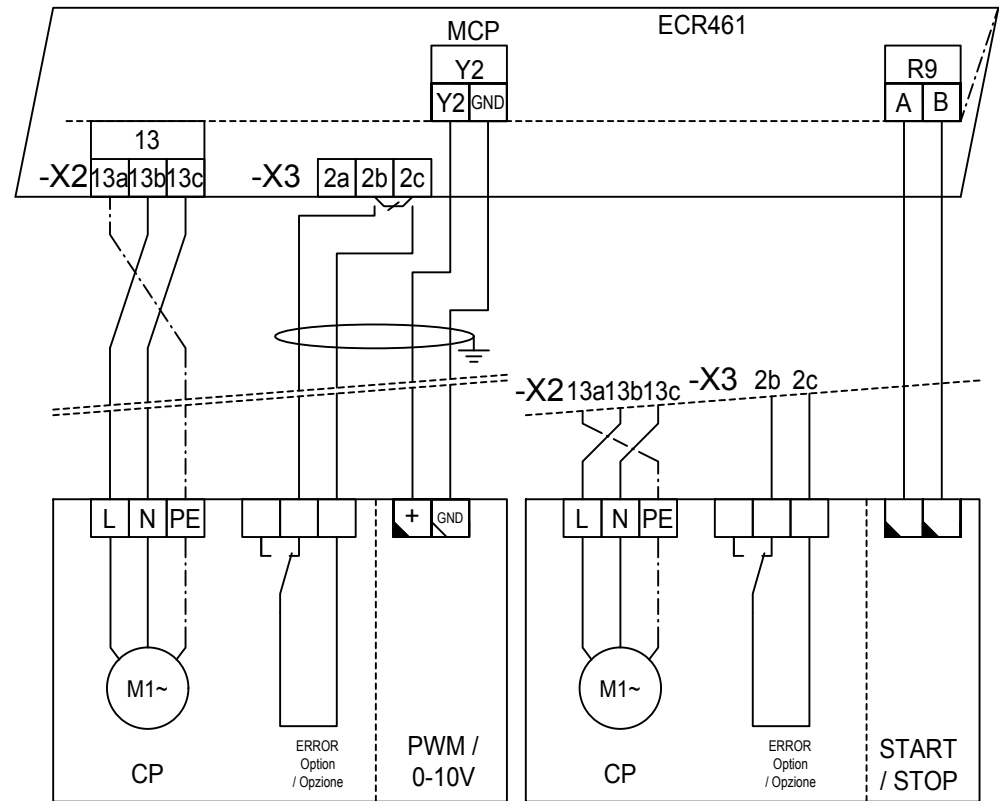 MCP ECR461
Y2 R9
Y2 GND A B
13
-X2 13a 13b 13c -X3 2a 2b 2c
-X2 13a 13b 13c -X3 2b 2c
L N PE + GND L N PE
M1~ M1~
CP
ERROR
Option
/ Opzione
PWM /
0-10V
CP
ERROR
Option
/ Opzione
START
/ STOP